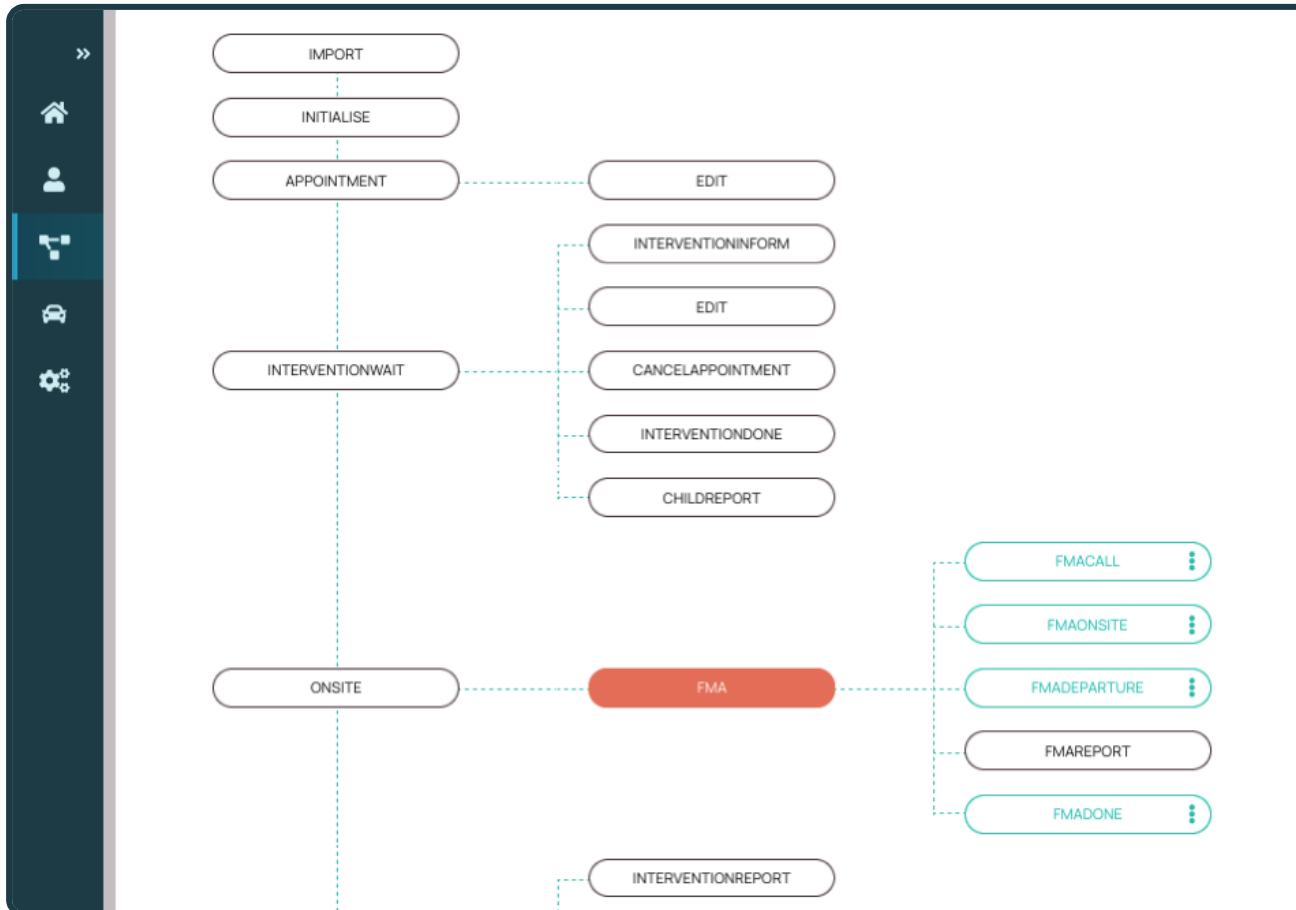 IMPORT
INITIALISE
APPOINTMENT
EDIT
INTERVENTIONINFORM
EDIT
INTERVENTIONWAIT
CANCELAPPOINTMENT
INTERVENTIONDONE
CHILDREPORT
FMACALL
FMAONSITE
ONSITE
FMA
FMADEPARTURE
FMAREPORT
FMADONE
INTERVENTIONREPORT